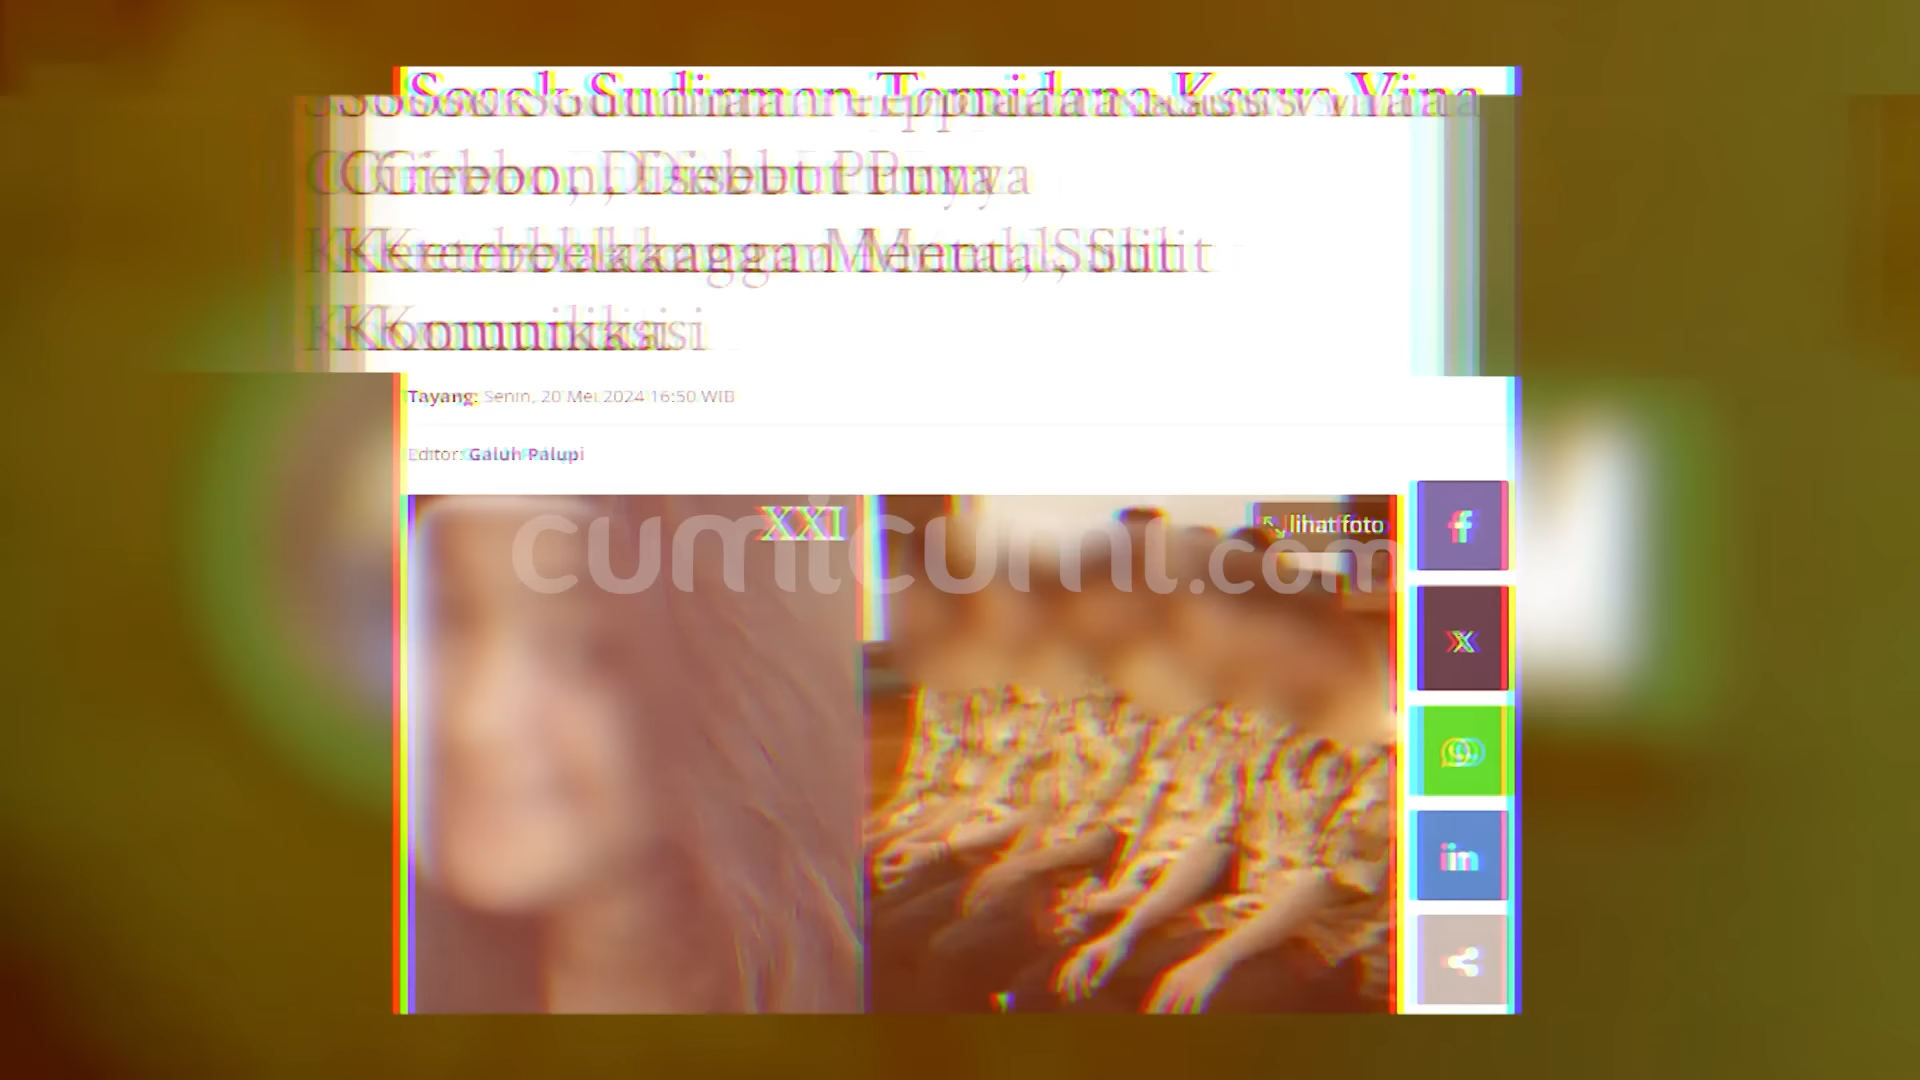 Sosok Sudirman Terpidana Kasus Vina
Cirebon, Disebut Punya
Keterbelakangan Mental, Sulit
Komunikasi
Tayang: Senin, 20 Mei 2024 16:50 WIB
Editor: Galuh Palupi
XXI
lihat foto
cumicumi.com
f
X
in